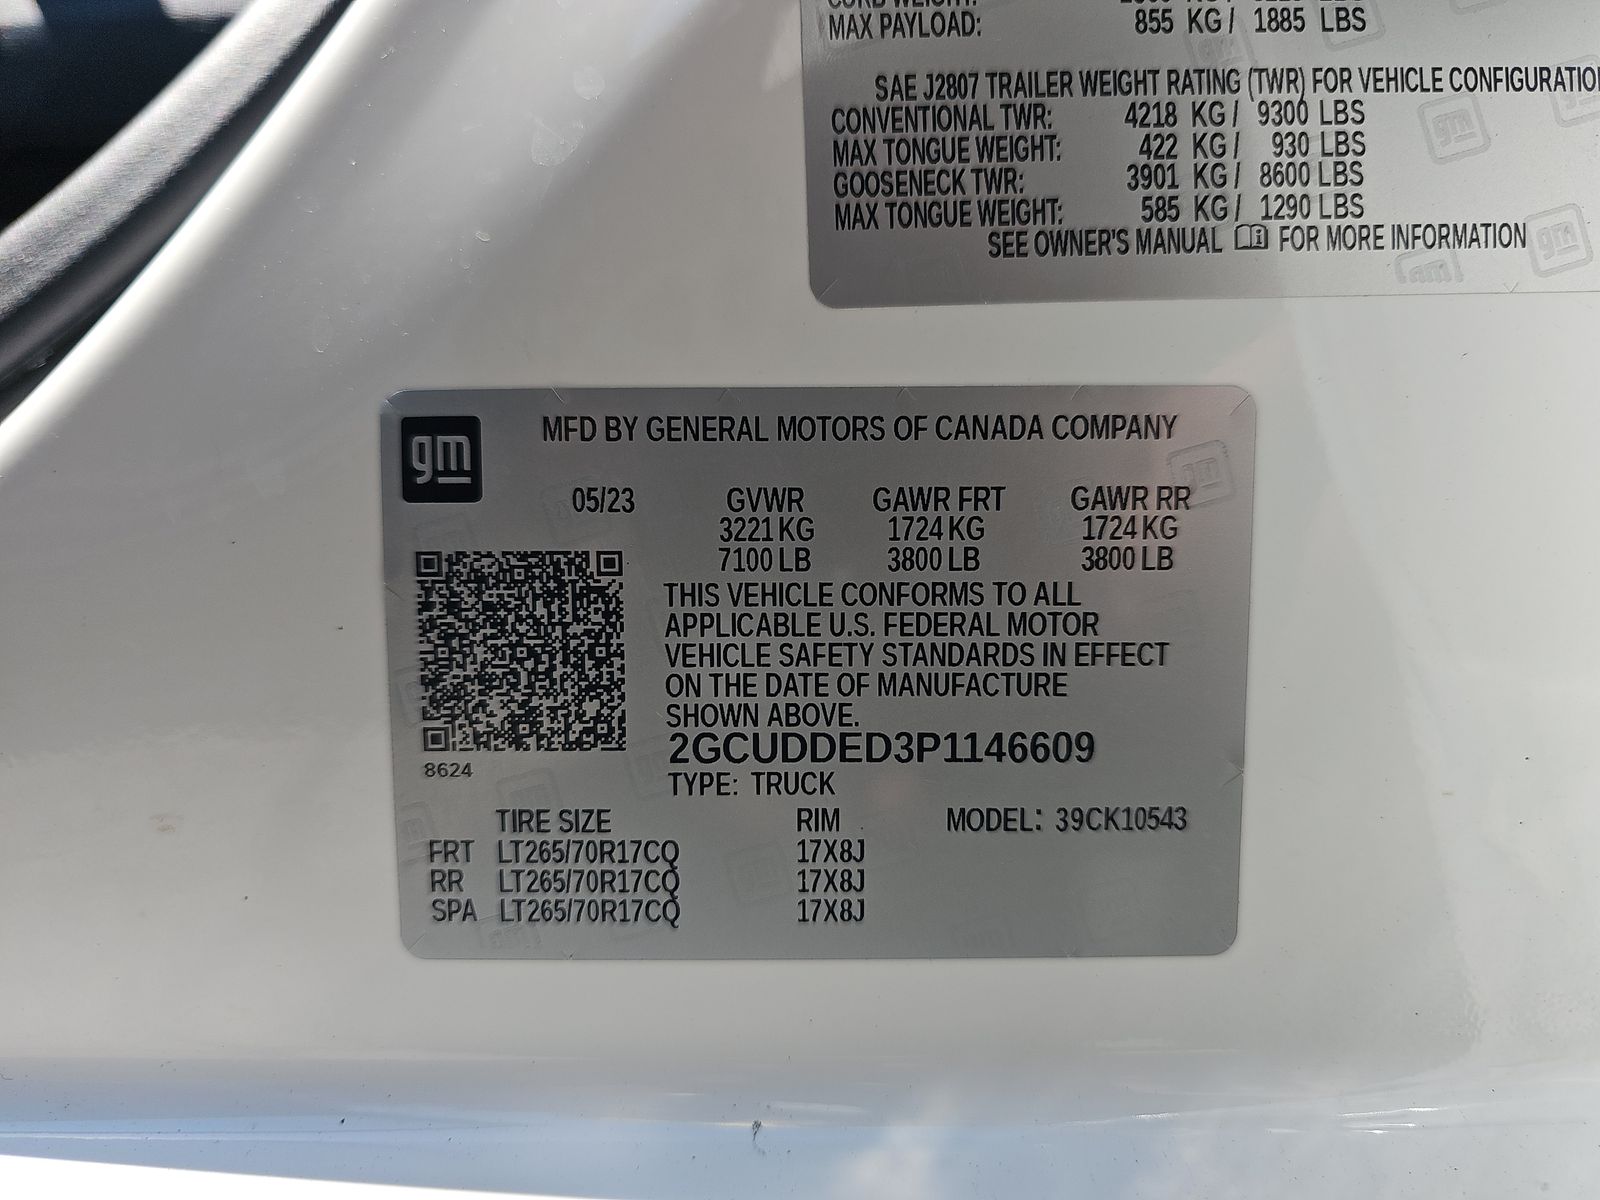 MAX PAYLOAD: 855 KG / 1885 LBS
SAE J2807 TRAILER WEIGHT RATING (TWR) FOR VEHICLE CONFIGURATIO
CONVENTIONAL TWR: 4218 KG / 9300 LBS
MAX TONGUE WEIGHT: 422 KG / 930 LBS
GOOSENECK TWR: 3901 KG / 8600 LBS
MAX TONGUE WEIGHT: 585 KG / 1290 LBS
SEE OWNER'S MANUAL FOR MORE INFORMATION
gm
MFD BY GENERAL MOTORS OF CANADA COMPANY
05/23 GVWR GAWR FRT GAWR RR
3221 KG 1724 KG 1724 KG
7100 LB 3800 LB 3800 LB
THIS VEHICLE CONFORMS TO ALL
APPLICABLE U.S. FEDERAL MOTOR
VEHICLE SAFETY STANDARDS IN EFFECT
ON THE DATE OF MANUFACTURE
SHOWN ABOVE.
2GCUDDED3P1146609
8624
TYPE: TRUCK
TIRE SIZE RIM MODEL: 39CK10543
FRT LT265/70R17CQ 17X8J
RR LT265/70R17CQ 17X8J
SPA LT265/70R17CQ 17X8J